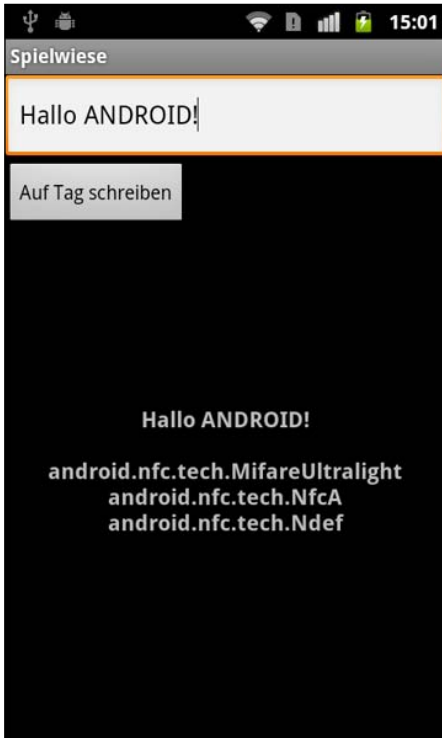 15:01
Spielwiese
Hallo ANDROID!
Auf Tag schreiben
Hallo ANDROID!
android.nfc.tech.MifareUltralight
android.nfc.tech.NfcA
android.nfc.tech.Ndef